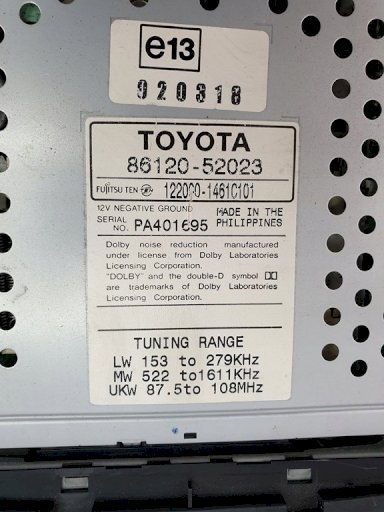 e13
020818
TOYOTA
86120-52023
FUJITSU TEN 122000-1461C101
12V NEGATIVE GROUND
SERIAL NO. PA401695
MADE IN THE PHILIPPINES
Dolby noise reduction manufactured
under license from Dolby Laboratories
Licensing Corporation.
"DOLBY" and the double-D symbol
are trademarks of Dolby Laboratories
Licensing Corporation.
TUNING RANGE
LW 153 to 279KHz
MW 522 to1611KHz
UKW 87.5to 108MHz